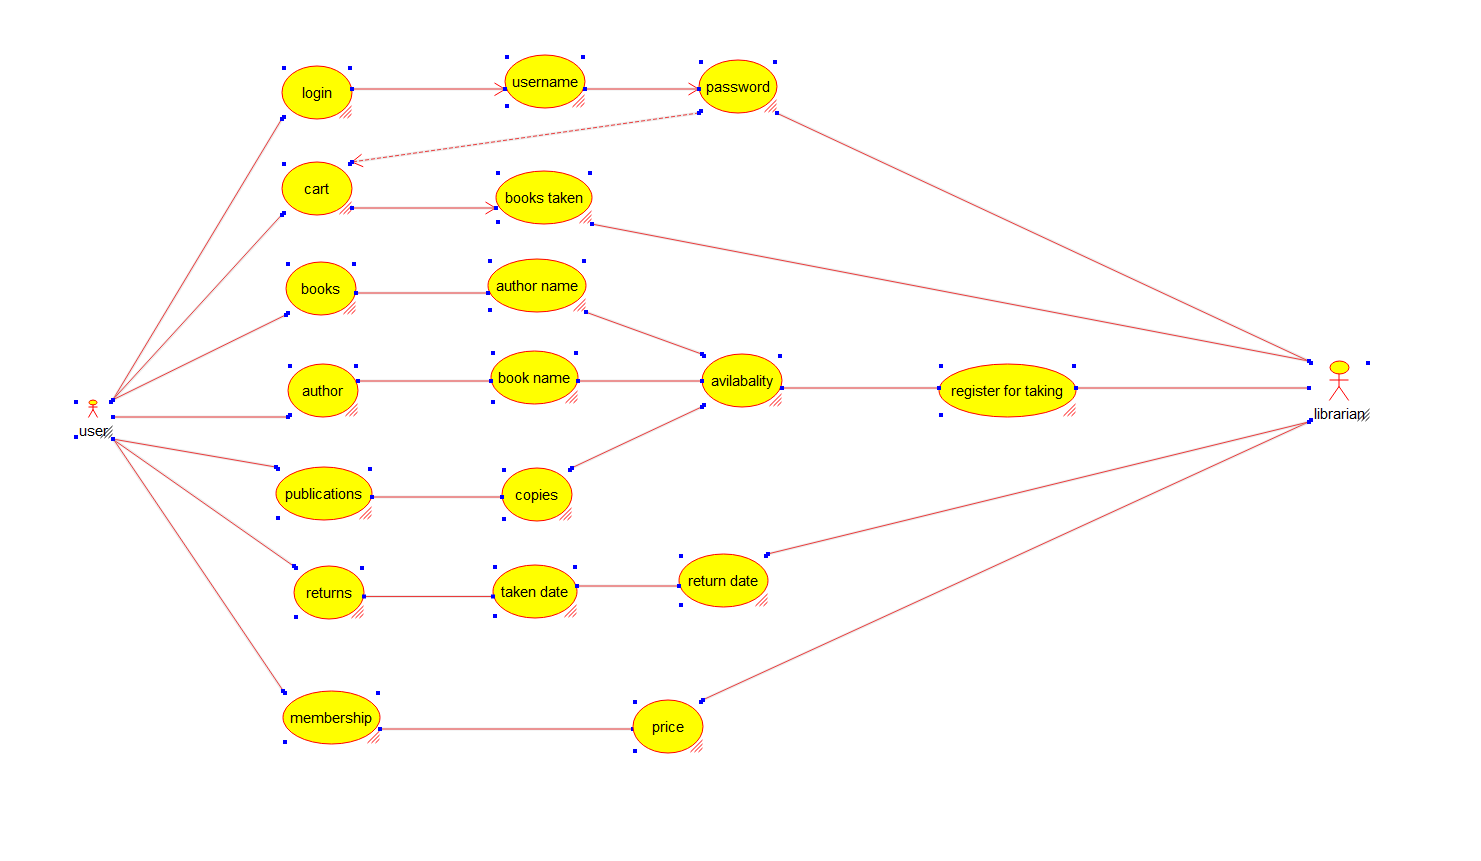 login
username
password
cart
books taken
books
author name
author
book name
avilabality
register for taking
librarian
user
publications
copies
returns
taken date
return date
membership
price